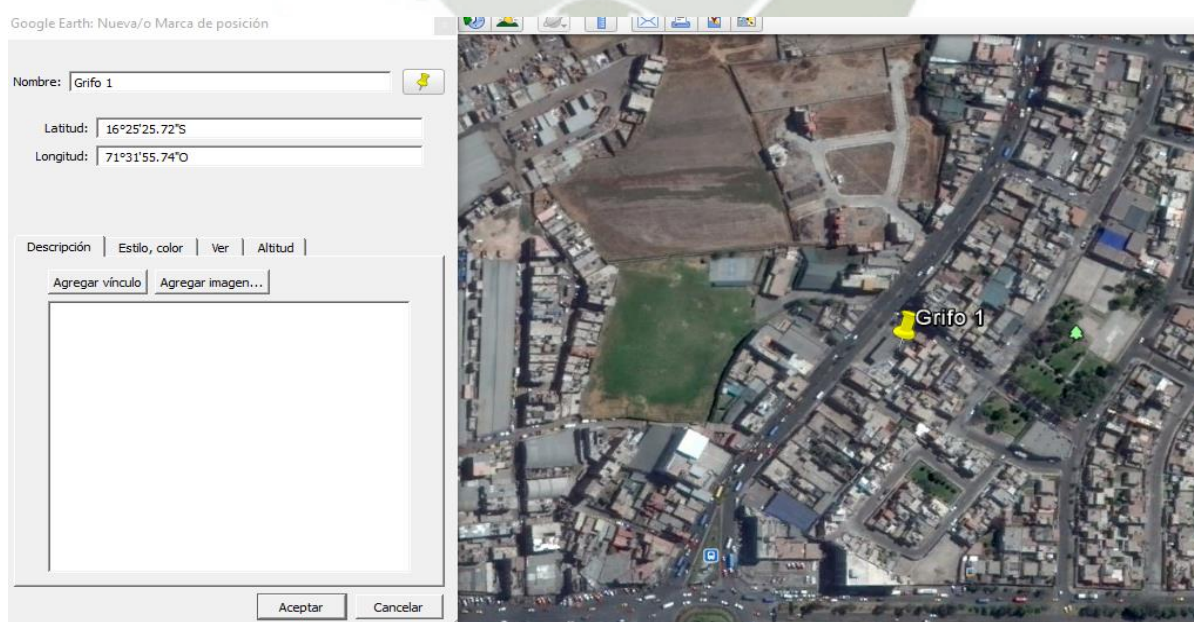 Google Earth: Nueva/o Marca de posición
Nombre: Grifo 1
Latitud: 16°25'25.72"S
Longitud: 71°31'55.74"O
Descripción Estilo, color Ver Altitud
Agregar vínculo Agregar imagen...
Aceptar Cancelar
Grifo 1